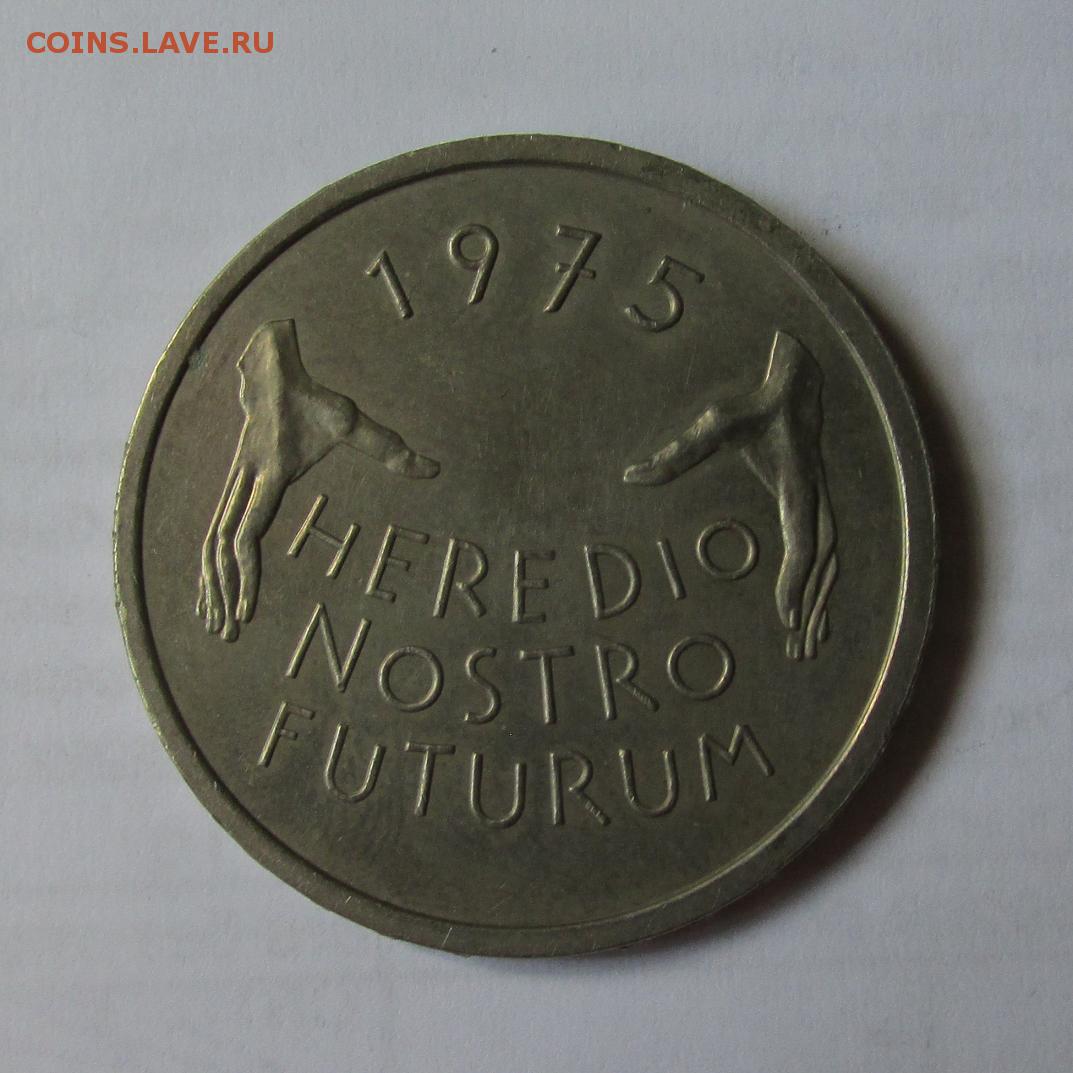 COINS.LAVE.RU
1975
HEREDIO
NOSTRO
FUTURUM